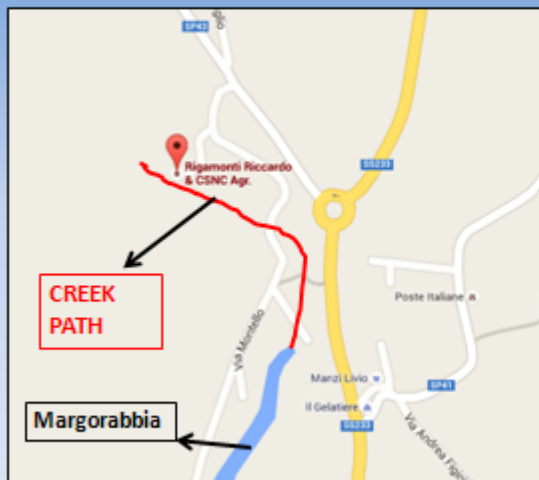 glio
SP43
Rigamonti Riccardo
& CSNC Agr.
SS233
CREEK
PATH
Poste Italiane
Via Montello
Margorabbia
Manzi Livio
SP41
Il Gelatiere
SS233
Via Andrea Figini